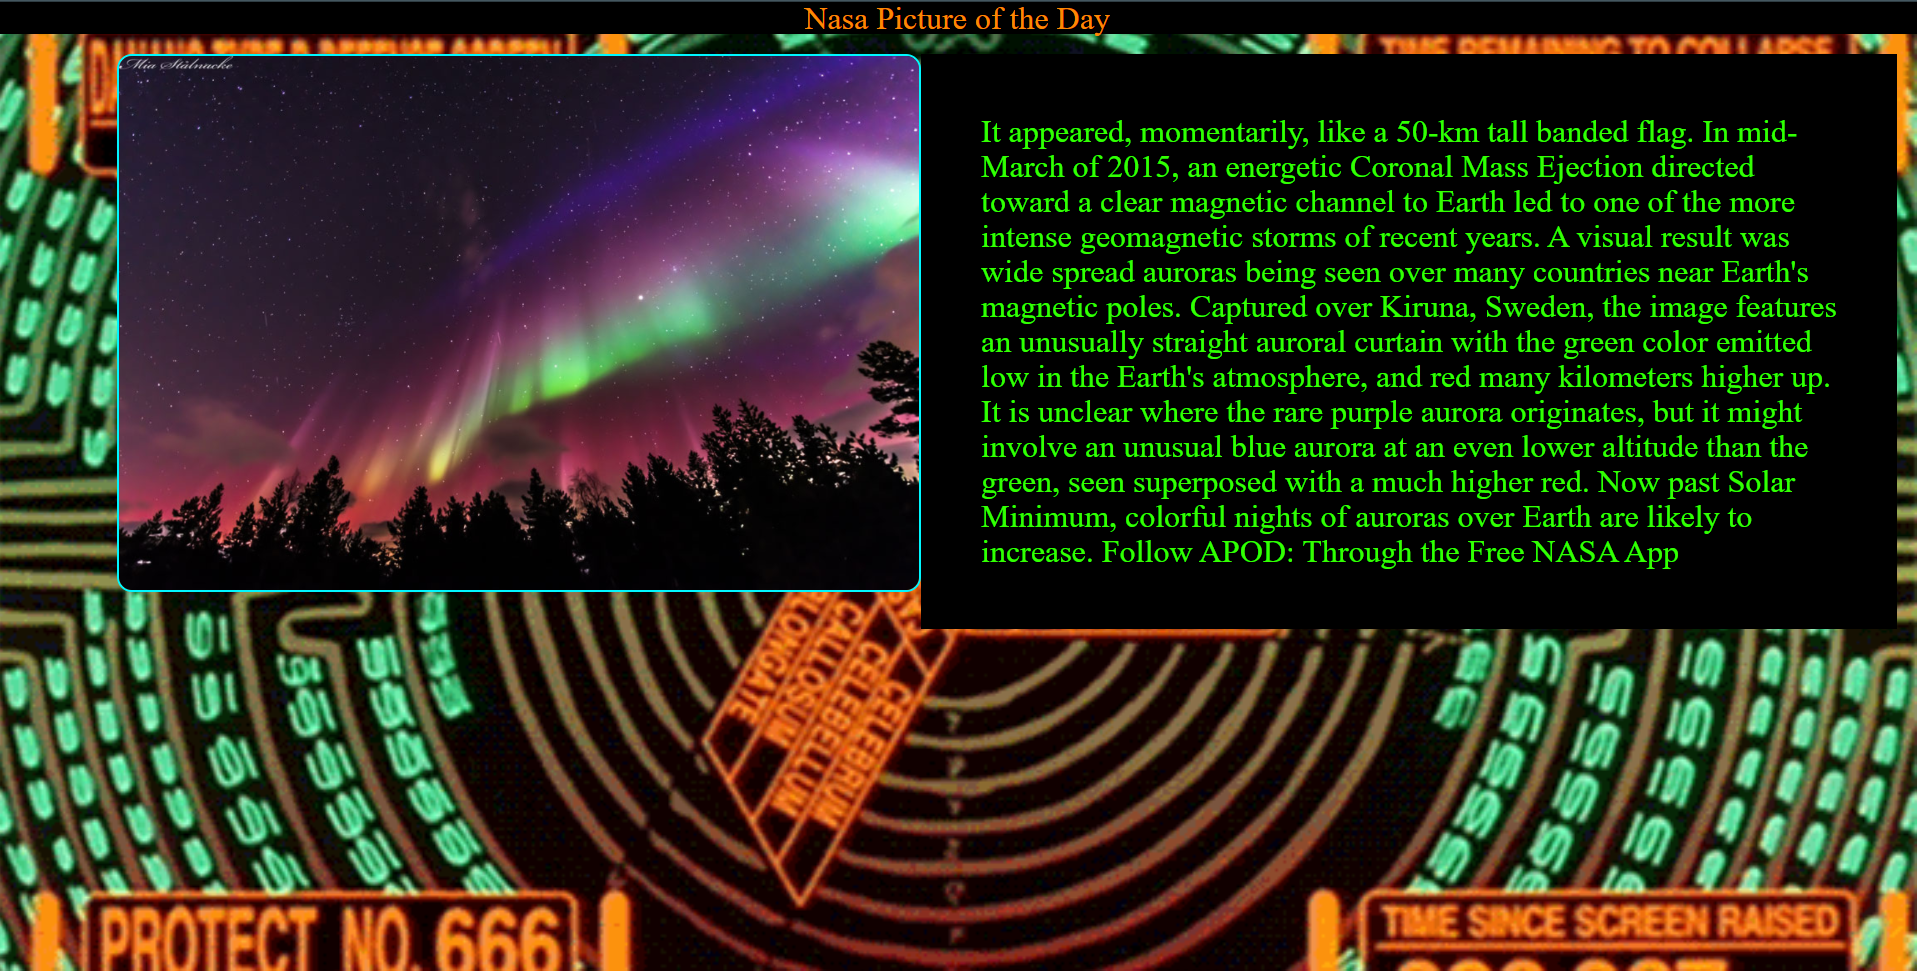 Nasa Picture of the Day
TIME REMAINING TO COLLAPSE
Mia Stålnacke
It appeared, momentarily, like a 50-km tall banded flag. In mid-
March of 2015, an energetic Coronal Mass Ejection directed
toward a clear magnetic channel to Earth led to one of the more
intense geomagnetic storms of recent years. A visual result was
wide spread auroras being seen over many countries near Earth's
magnetic poles. Captured over Kiruna, Sweden, the image features
an unusually straight auroral curtain with the green color emitted
low in the Earth's atmosphere, and red many kilometers higher up.
It is unclear where the rare purple aurora originates, but it might
involve an unusual blue aurora at an even lower altitude than the
green, seen superposed with a much higher red. Now past Solar
Minimum, colorful nights of auroras over Earth are likely to
increase. Follow APOD: Through the Free NASA App
CALLOSUM
CELEBELLUM
CELEBRUM
PROTECT NO. 666
TIME SINCE SCREEN RAISED